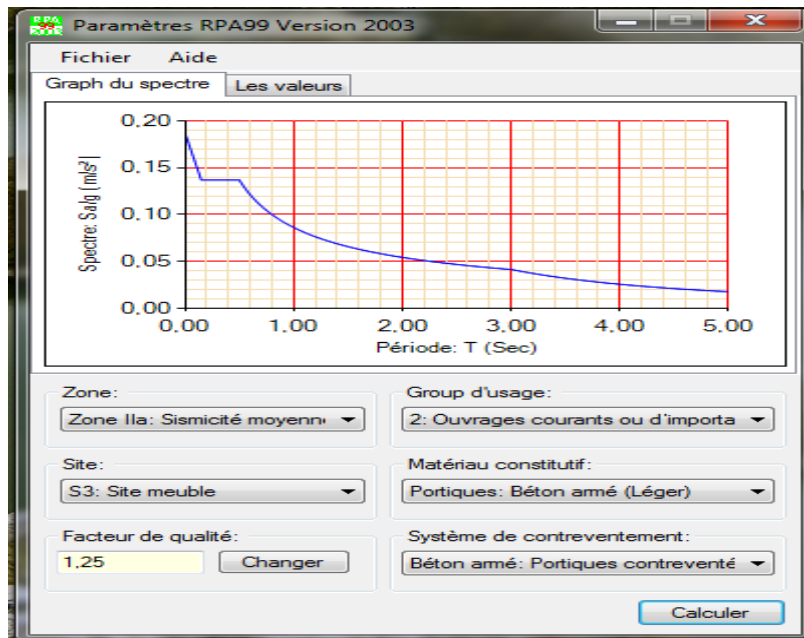 RPA
99
2003
Paramètres RPA99 Version 2003
Fichier Aide
Graph du spectre Les valeurs
Spectre: Sa/g (m/s²)
0.20
0.15
0.10
0.05
0.00
0.00 1.00 2.00 3.00 4.00 5.00
Période: T (Sec)
Zone: Group d'usage:
Zone IIa: Sismicité moyenn 2: Ouvrages courants ou d'importa
Site: Matériau constitutif:
S3: Site meuble Portiques: Béton armé (Léger)
Facteur de qualité: Système de contreventement:
1,25 Changer Béton armé: Portiques contreventé
Calculer